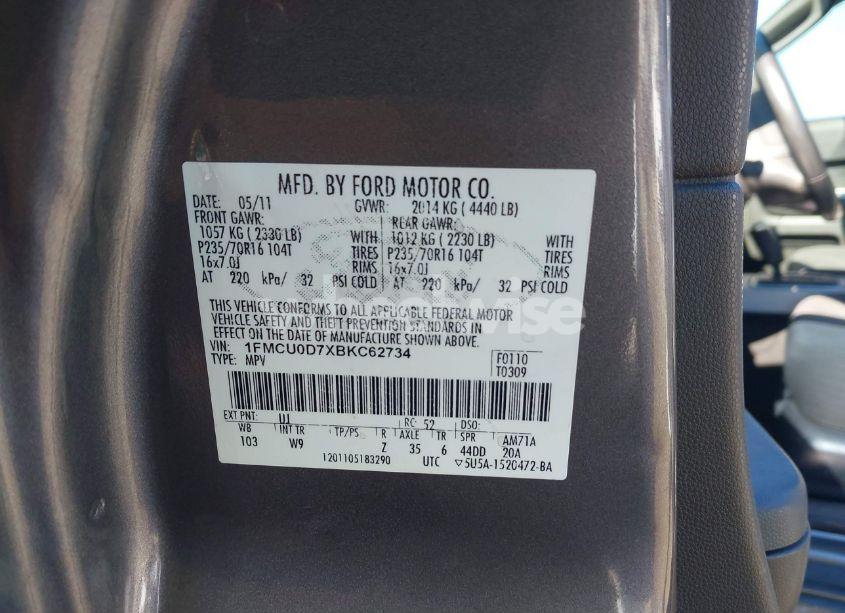 MFD. BY FORD MOTOR CO.
DATE: 05/11 GVWR: 2014 KG ( 4440 LB)
FRONT GAWR: REAR GAWR:
1057 KG ( 2330 LB) WITH 1012 KG ( 2230 LB) WITH
P235/70R16 104T TIRES P235/70R16 104T TIRES
16x7.0J RIMS 16x7.0J RIMS
AT 220 kPa/ 32 PSI COLD AT 220 kPa/ 32 PSI COLD
THIS VEHICLE CONFORMS TO ALL APPLICABLE FEDERAL MOTOR
VEHICLE SAFETY AND THEFT PREVENTION STANDARDS IN
EFFECT ON THE DATE OF MANUFACTURE SHOWN ABOVE.
VIN: 1FMCU0D7XBKC62734 F0110
TYPE: MPV T0309
EXT PNT: UJ RC: 52 DSO:
WB INT TR TP/PS R AXLE TR SPR AM71A
103 W9 Z 35 6 44DD 20A
1201105183290 UTC ▽5U5A-1520472-BA